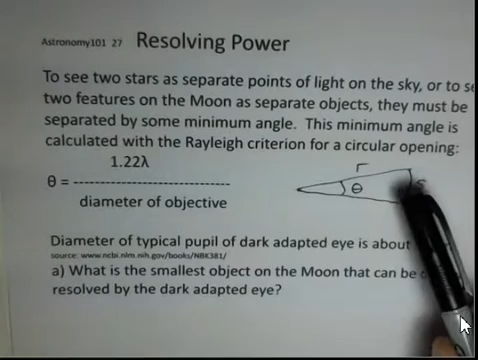 Astronomy101 27 Resolving Power
To see two stars as separate points of light on the sky, or to
two features on the Moon as separate objects, they must be
separated by some minimum angle. This minimum angle is
calculated with the Rayleigh criterion for a circular opening:
1.22λ
θ = ------------------------------
diameter of objective
r
θ
s
Diameter of typical pupil of dark adapted eye is about
source: www.ncbi.nlm.nih.gov/books/NBK381/
a) What is the smallest object on the Moon that can be
resolved by the dark adapted eye?